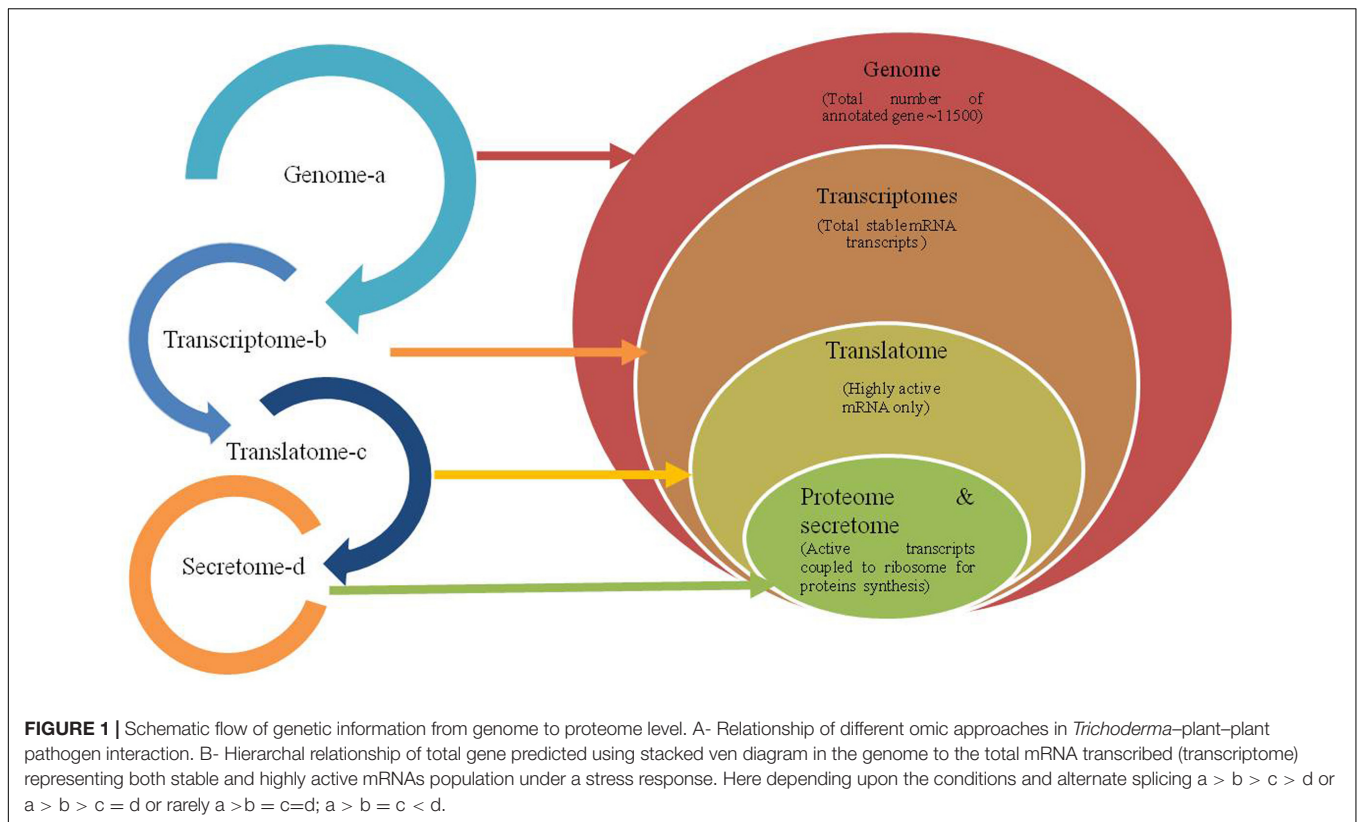 Genome-a
Transcriptome-b
Translatome-c
Secretome-d
Genome
(Total number of
annotated gene ~11500)
Transcriptomes
(Total stablemRNA
transcripts)
Translatome
(Highly active
mRNA only)
Proteome &
secretome
(Active transcripts
coupled to ribosome for
proteins synthesis)
FIGURE 1 | Schematic flow of genetic information from genome to proteome level. A- Relationship of different omic approaches in Trichoderma–plant–plant
pathogen interaction. B- Hierarchal relationship of total gene predicted using stacked ven diagram in the genome to the total mRNA transcribed (transcriptome)
representing both stable and highly active mRNAs population under a stress response. Here depending upon the conditions and alternate splicing a > b > c > d or
a > b > c = d or rarely a >b = c=d; a > b = c < d.